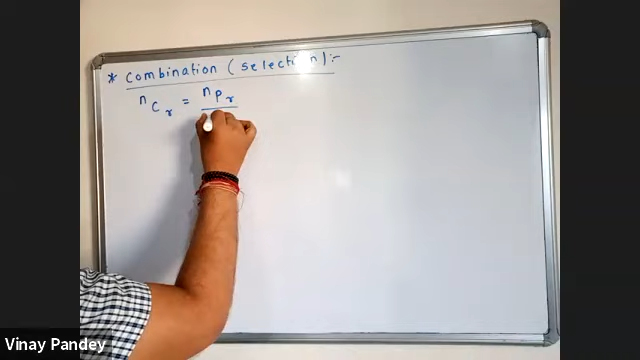 * Combination (selection):-
nCr = nPr
Vinay Pandey